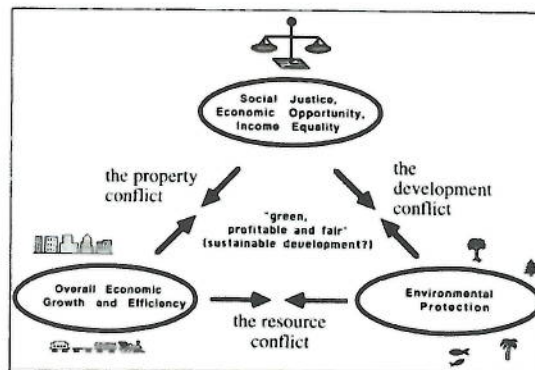 Social Justice,
Economic Opportunity,
Income Equality
the property
conflict
the
development
conflict
"green,
profitable and fair"
(sustainable development?)
Overall Economic
Growth and Efficiency
Environmental
Protection
the resource
conflict